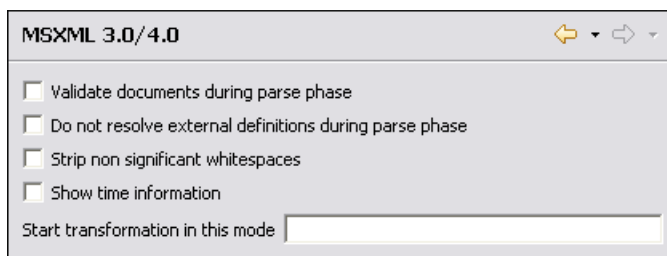 MSXML 3.0/4.0
Validate documents during parse phase
Do not resolve external definitions during parse phase
Strip non significant whitespaces
Show time information
Start transformation in this mode